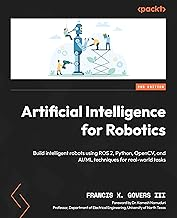 <packt>
2ND EDITION
Artificial Intelligence
for Robotics
Build intelligent robots using ROS 2, Python, OpenCV, and
AI/ML techniques for real-world tasks
FRANCIS X. GOVERS III
Foreword by Dr. Kamesh Namuduri
Professor, Department of Electrical Engineering, University of North Texas